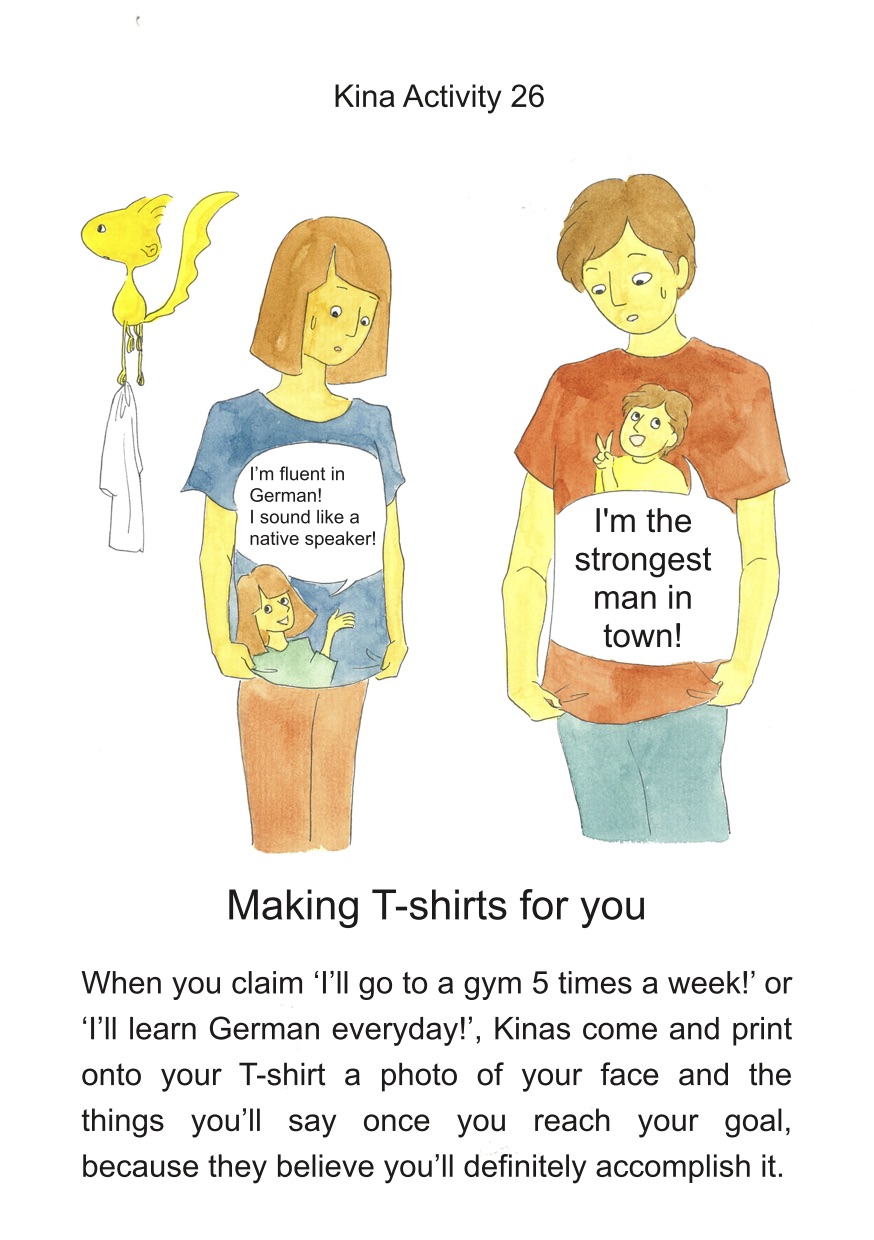 Kina Activity 26
I’m fluent in
German!
I sound like a
native speaker!
I'm the
strongest
man in
town!
Making T-shirts for you
When you claim ‘I’ll go to a gym 5 times a week!’ or
‘I’ll learn German everyday!’, Kinas come and print
onto your T-shirt a photo of your face and the
things you’ll say once you reach your goal,
because they believe you’ll definitely accomplish it.